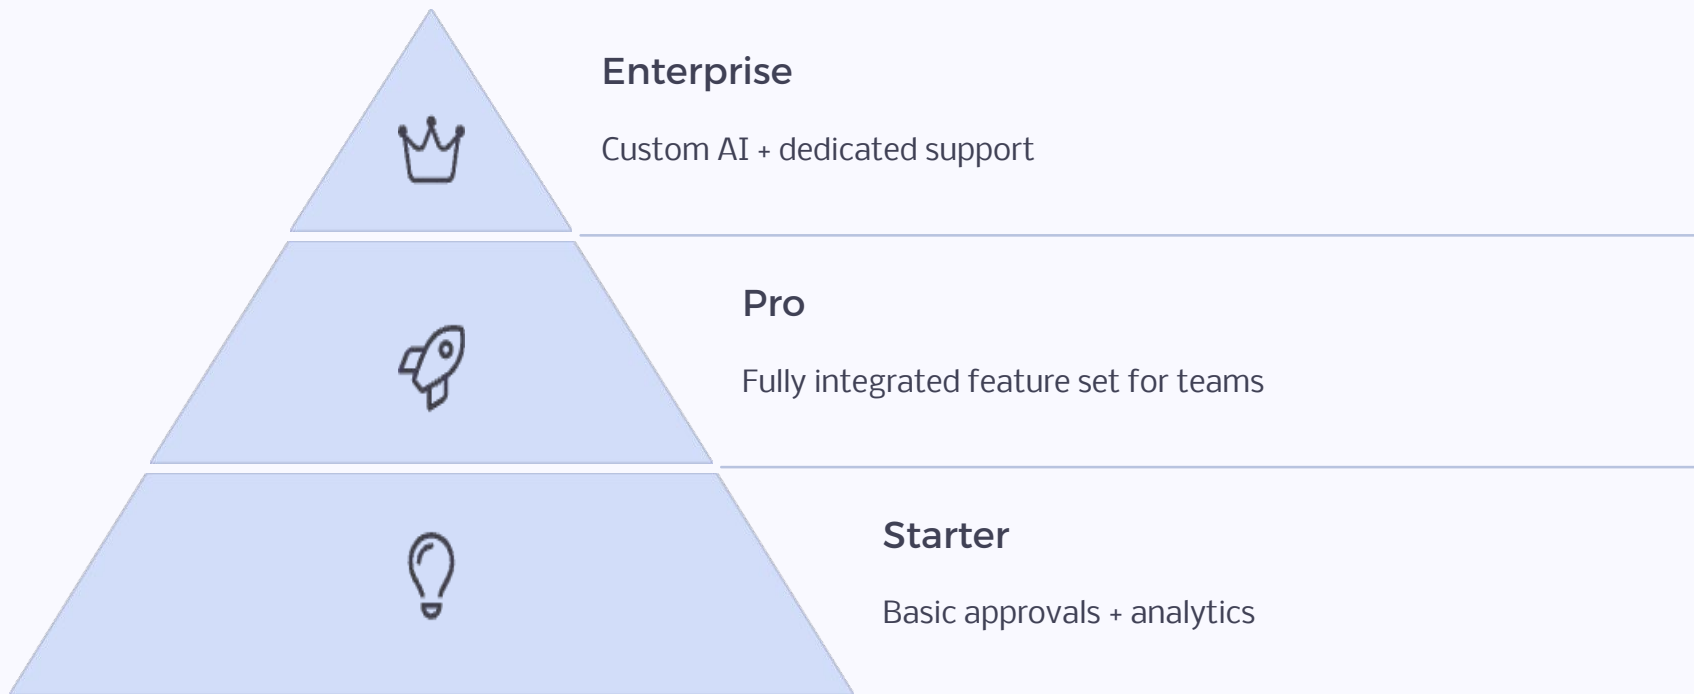 Enterprise
Custom AI + dedicated support
Pro
Fully integrated feature set for teams
Starter
Basic approvals + analytics